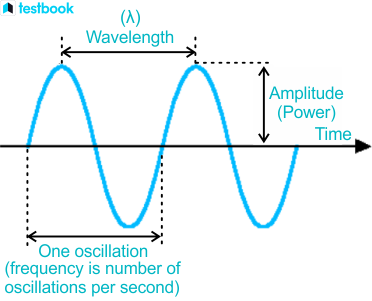 testbook
(λ)
Wavelength
Amplitude
(Power)
Time
One oscillation
(frequency is number of
oscillations per second)